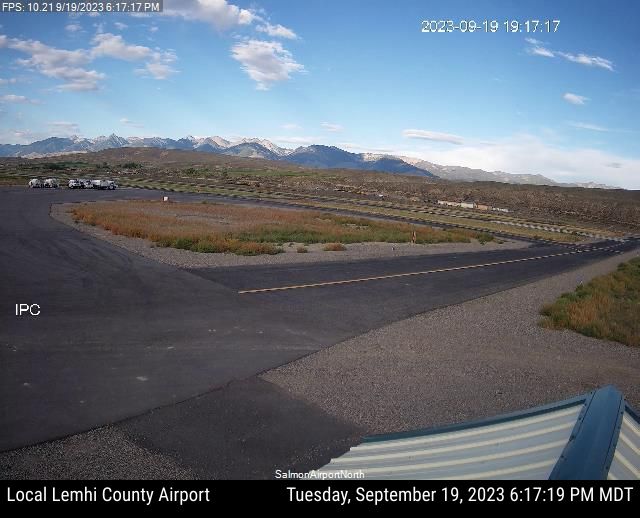 FPS: 10.21 9/19/2023 6:17:17 PM
2023-09-19 19:17:17
IPC
SalmonAirportNorth
Local Lemhi County Airport
Tuesday, September 19, 2023 6:17:19 PM MDT